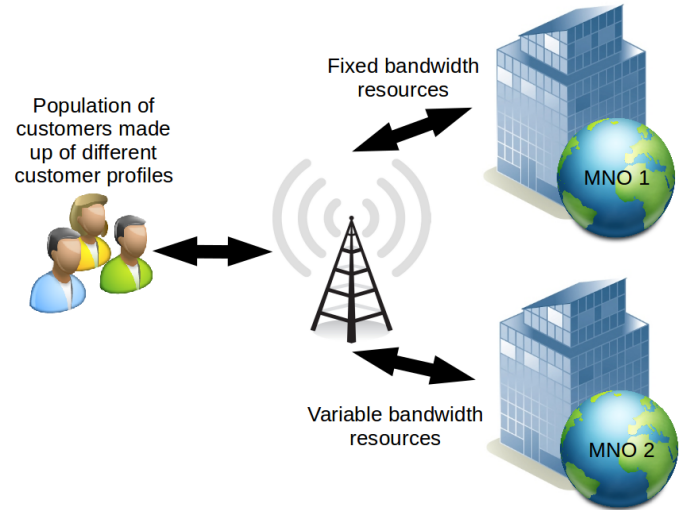 Fixed bandwidth
resources
Population of
customers made
up of different
customer profiles
MNO 1
Variable bandwidth
resources
MNO 2